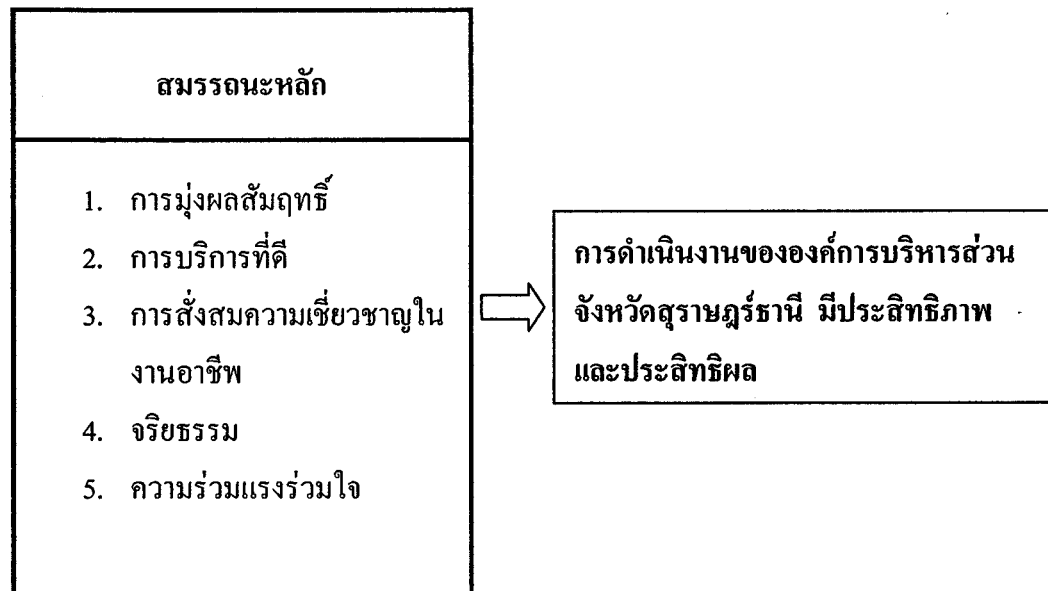 สมรรถนะหลัก
1. การมุ่งผลสัมฤทธิ์
2. การบริการที่ดี
3. การสั่งสมความเชี่ยวชาญใน
งานอาชีพ
4. จริยธรรม
5. ความร่วมแรงร่วมใจ
การดำเนินงานขององค์การบริหารส่วน
จังหวัดสุราษฎร์ธานี มีประสิทธิภาพ
และประสิทธิผล